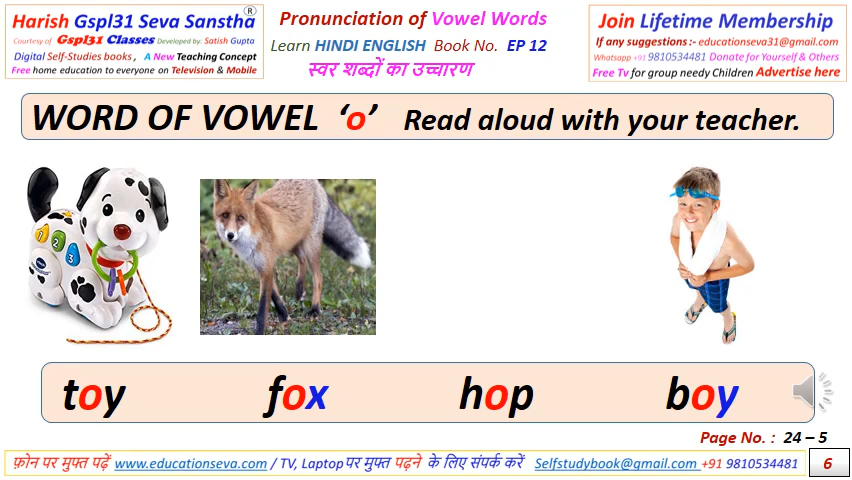 Harish Gspl31 Seva Sanstha ®
Courtesy of Gspl31 Classes Developed by: Satish Gupta
Digital Self-Studies books, A New Teaching Concept
Free home education to everyone on Television & Mobile
Pronunciation of Vowel Words
Learn HINDI ENGLISH Book No. EP 12
स्वर शब्दों का उच्चारण
Join Lifetime Membership
If any suggestions :- educationseva31@gmail.com
Whatsapp +91 9810534481 Donate for Yourself & Others
Free Tv for group needy Children Advertise here
WORD OF VOWEL ‘o’ Read aloud with your teacher.
1 2 3
toy fox hop boy
Page No. : 24 – 5
फ़ोन पर मुफ्त पढ़ें www.educationseva.com / TV, Laptop पर मुफ्त पढ़ने के लिए संपर्क करें Selfstudybook@gmail.com +91 9810534481
6